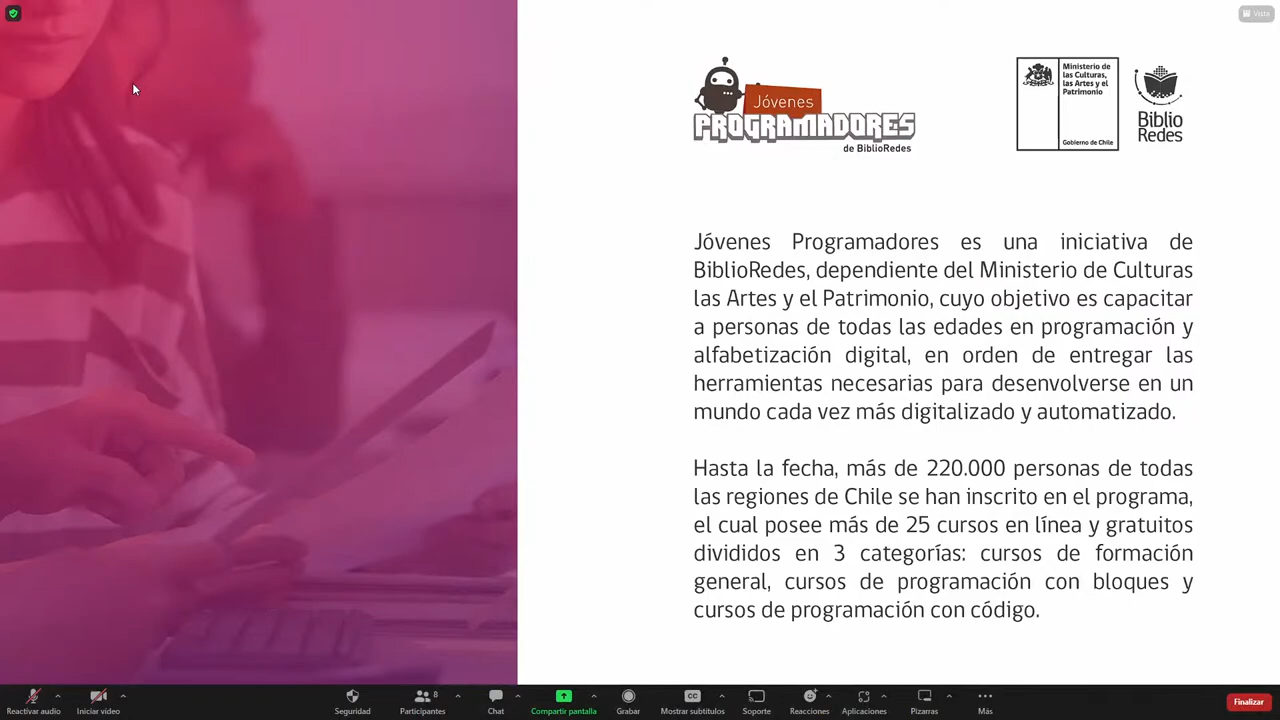 Vista
Jóvenes
PROGRAMADORES
de BiblioRedes
Ministerio de
las Culturas,
las Artes y el
Patrimonio
Gobierno de Chile
Biblio
Redes
Jóvenes Programadores es una iniciativa de
BiblioRedes, dependiente del Ministerio de Culturas
las Artes y el Patrimonio, cuyo objetivo es capacitar
a personas de todas las edades en programación y
alfabetización digital, en orden de entregar las
herramientas necesarias para desenvolverse en un
mundo cada vez más digitalizado y automatizado.
Hasta la fecha, más de 220.000 personas de todas
las regiones de Chile se han inscrito en el programa,
el cual posee más de 25 cursos en línea y gratuitos
divididos en 3 categorías: cursos de formación
general, cursos de programación con bloques y
cursos de programación con código.
8
CC
Reactivar audio Iniciar video Seguridad Participantes Chat Compartir pantalla Grabar Mostrar subtítulos Soporte Reacciones Aplicaciones Pizarras Más Finalizar